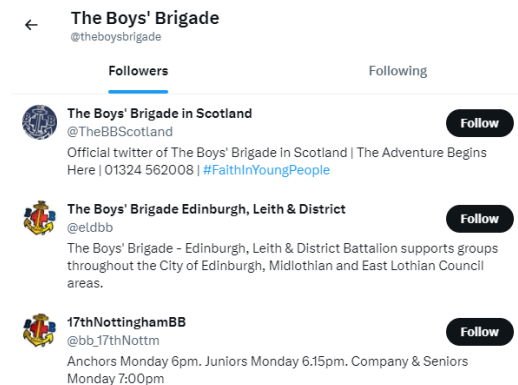 The Boys' Brigade
@theboysbrigade
Followers
Following
The Boys' Brigade in Scotland
@TheBBScotland
Follow
Official twitter of The Boys' Brigade in Scotland | The Adventure Begins
Here | 01324 562008 | #FaithInYoungPeople
The Boys' Brigade Edinburgh, Leith & District
@eldbb
Follow
The Boys' Brigade - Edinburgh, Leith & District Battalion supports groups
throughout the City of Edinburgh, Midlothian and East Lothian Council
areas.
17thNottinghamBB
@bb_17thNottm
Follow
Anchors Monday 6pm. Juniors Monday 6.15pm. Company & Seniors
Monday 7:00pm